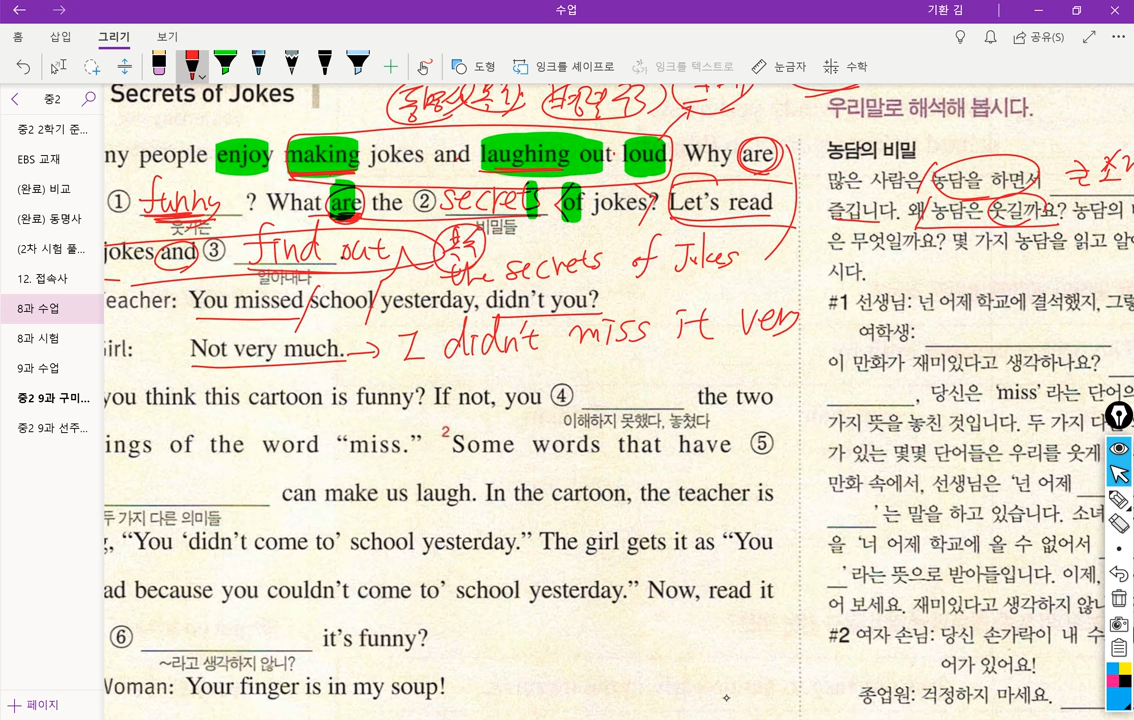 수업
기환 김
홈 삽입 그리기 보기
공유(S)
도형 잉크를 셰이프로 잉크를 텍스트로 눈금자 수학
중2
중2 2학기 준...
EBS 교재
(완료) 비교
(완료) 동명사
(2차 시험 풀...
12. 접속사
8과 수업
8과 시험
9과 수업
중2 9과 구미...
중2 9과 선주...
페이지
Secrets of Jokes
ny people enjoy making jokes and laughing out loud. Why are
① funny ? What are the ② secrets of jokes? Let's read
웃기는 비밀들
jokes and ③ find out
알아내다
the secrets of Jokes
Teacher: You missed school yesterday, didn't you?
Girl: Not very much. → I didn't miss it very
you think this cartoon is funny? If not, you ④ the two
이해하지 못했다, 놓쳤다
ings of the word “miss.” 2Some words that have ⑤
can make us laugh. In the cartoon, the teacher is
두 가지 다른 의미들
g, “You ‘didn't come to’ school yesterday.” The girl gets it as “You
ad because you couldn't come to’ school yesterday.” Now, read it
⑥ it's funny?
~라고 생각하지 않니?
Woman: Your finger is in my soup!
우리말로 해석해 봅시다.
농담의 비밀
많은 사람은 농담을 하면서
즐깁니다. 왜 농담은 웃길까요? 농담의
은 무엇일까요? 몇 가지 농담을 읽고 알
시다.
#1 선생님: 넌 어제 학교에 결석했지, 그렇
여학생:
이 만화가 재미있다고 생각하나요?
, 당신은 ‘miss’라는 단어의
가지 뜻을 놓친 것입니다. 두 가지 다
가 있는 몇몇 단어들은 우리를 웃게
만화 속에서, 선생님은 ‘넌 어제
’는 말을 하고 있습니다. 소녀
을 ‘너 어제 학교에 올 수 없어서
’라는 뜻으로 받아들입니다. 이제,
어 보세요. 재미있다고 생각하지 않나
#2 여자 손님: 당신 손가락이 내 수
어가 있어요!
종업원: 걱정하지 마세요.